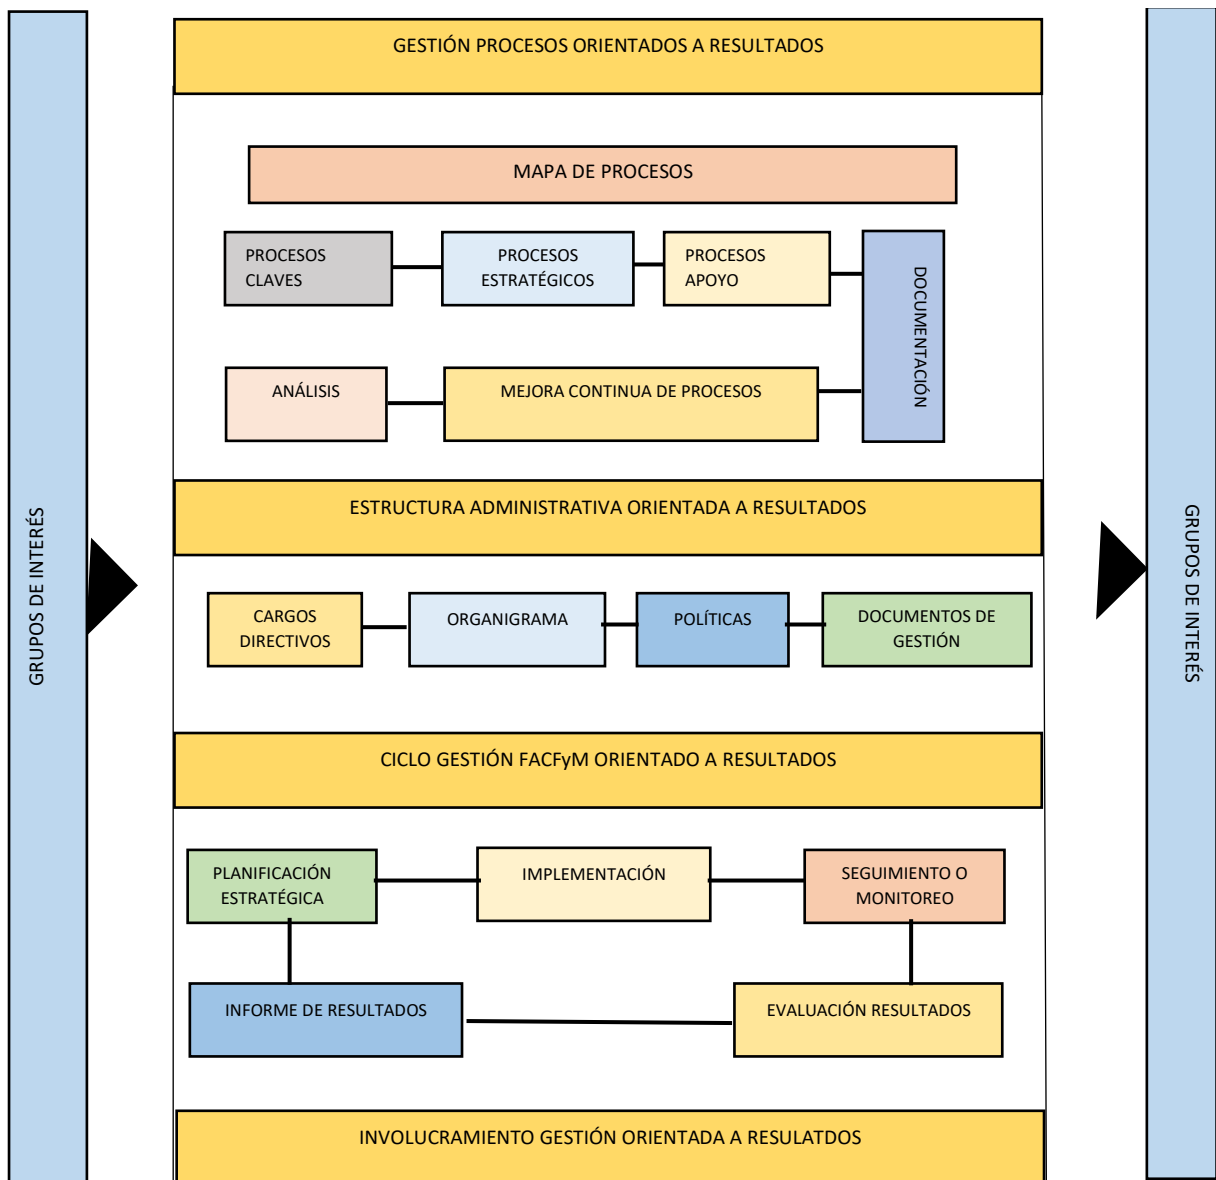 GESTIÓN PROCESOS ORIENTADOS A RESULTADOS
MAPA DE PROCESOS
PROCESOS
CLAVES
PROCESOS
ESTRATÉGICOS
PROCESOS
APOYO
DOCUMENTACIÓN
ANÁLISIS
MEJORA CONTINUA DE PROCESOS
GRUPOS DE INTERÉS
ESTRUCTURA ADMINISTRATIVA ORIENTADA A RESULTADOS
GRUPOS DE INTERÉS
CARGOS
DIRECTIVOS
ORGANIGRAMA
POLÍTICAS
DOCUMENTOS DE
GESTIÓN
CICLO GESTIÓN FACFyM ORIENTADO A RESULTADOS
PLANIFICACIÓN
ESTRATÉGICA
IMPLEMENTACIÓN
SEGUIMIENTO O
MONITOREO
INFORME DE RESULTADOS
EVALUACIÓN RESULTADOS
INVOLUCRAMIENTO GESTIÓN ORIENTADA A RESULATDOS